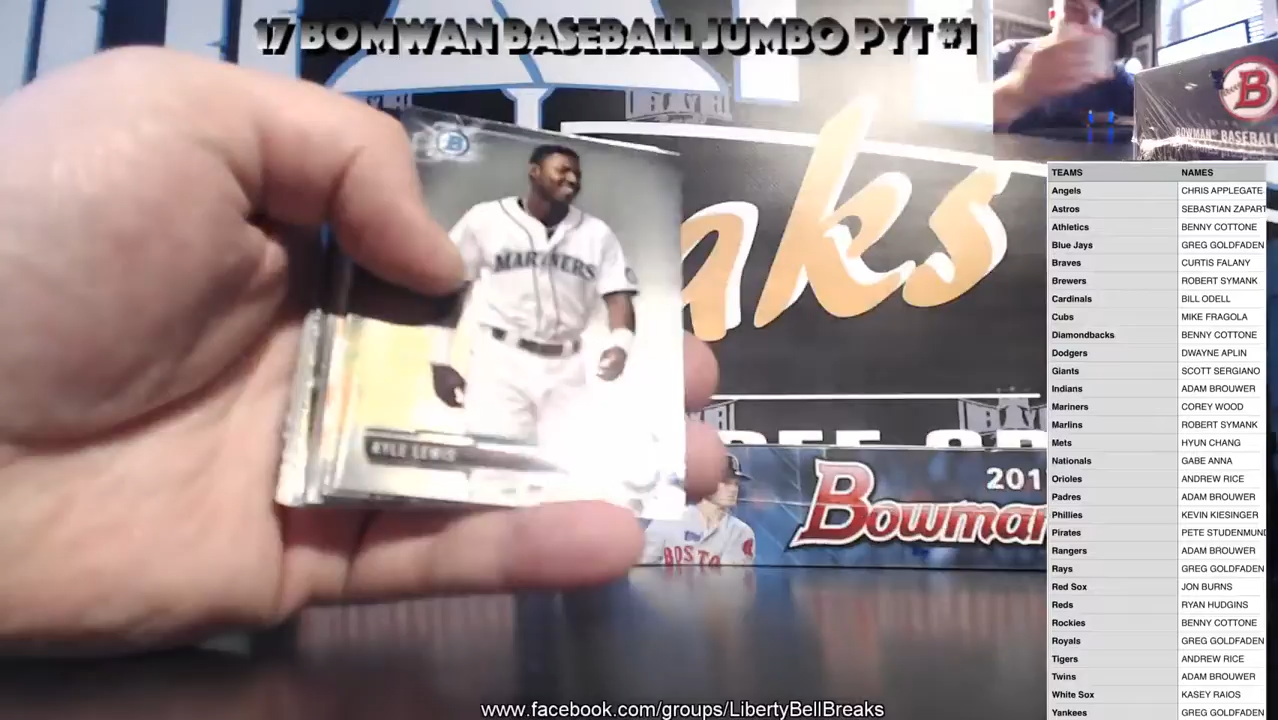 17 BOMWAN BASEBALL JUMBO PYT #1
B
BOWMAN BASEBALL
MARINERS
KYLE LEWIS
aks
201
Bowman
BOSTON
TEAMS NAMES
Angels CHRIS APPLEGATE
Astros SEBASTIAN ZAPART
Athletics BENNY COTTONE
Blue Jays GREG GOLDFADEN
Braves CURTIS FALANY
Brewers ROBERT SYMANK
Cardinals BILL ODELL
Cubs MIKE FRAGOLA
Diamondbacks BENNY COTTONE
Dodgers DWAYNE APLIN
Giants SCOTT SERGIANO
Indians ADAM BROUWER
Mariners COREY WOOD
Marlins ROBERT SYMANK
Mets HYUN CHANG
Nationals GABE ANNA
Orioles ANDREW RICE
Padres ADAM BROUWER
Phillies KEVIN KIESINGER
Pirates PETE STUDENMUND
Rangers ADAM BROUWER
Rays GREG GOLDFADEN
Red Sox JON BURNS
Reds RYAN HUDGINS
Rockies BENNY COTTONE
Royals GREG GOLDFADEN
Tigers ANDREW RICE
Twins ADAM BROUWER
White Sox KASEY RAIOS
Yankees GREG GOLDFADEN
www.facebook.com/groups/LibertyBellBreaks